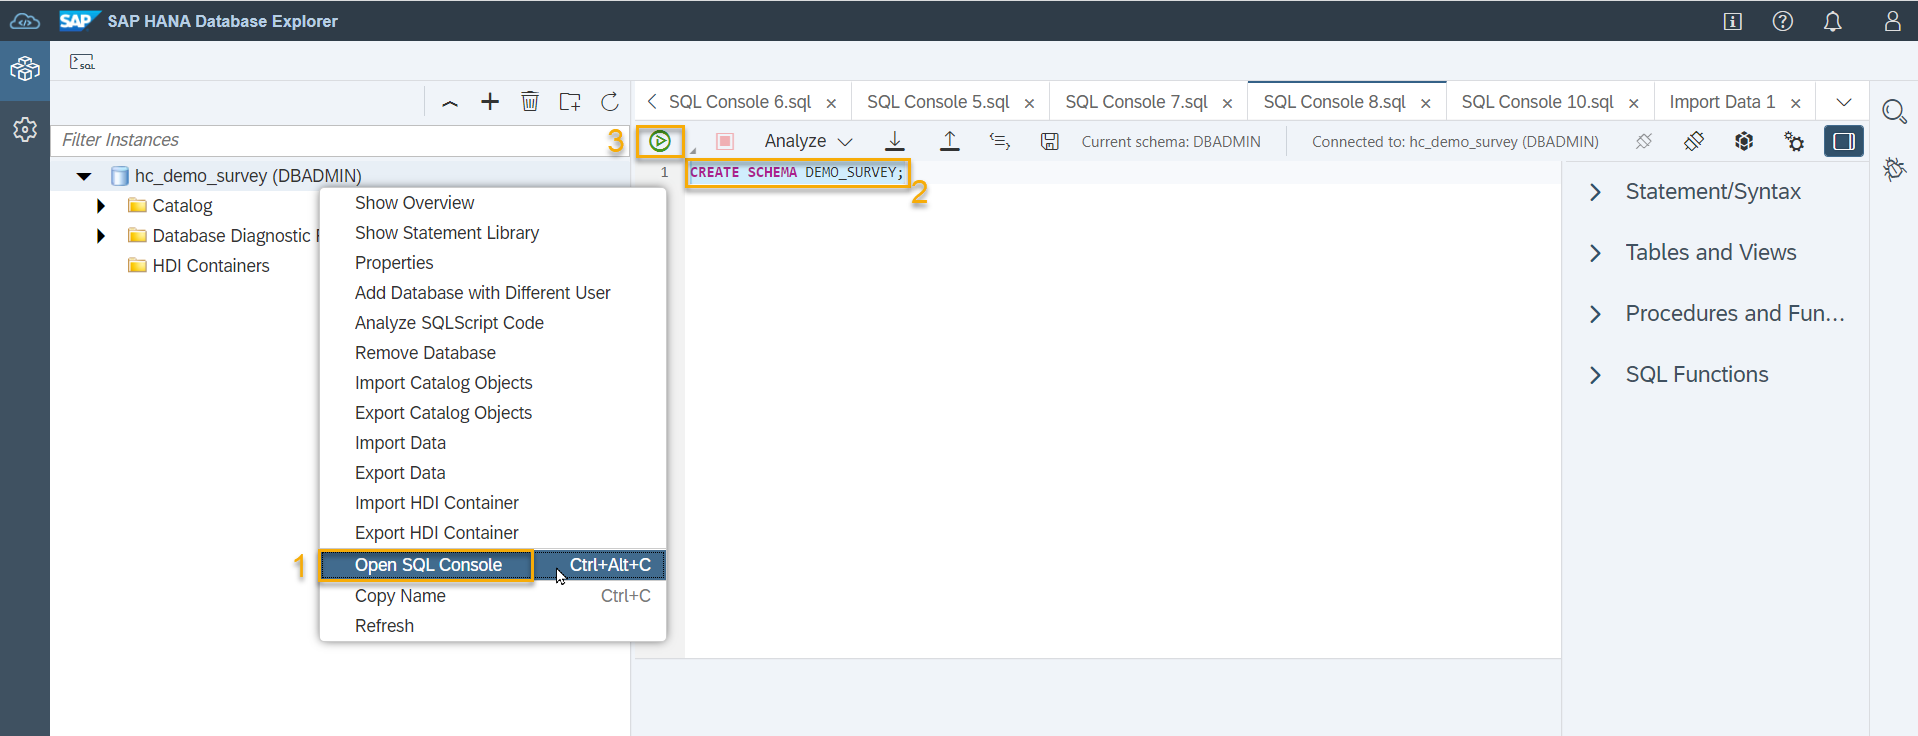 SAP SAP HANA Database Explorer
SQL
SQL Console 6.sql
SQL Console 5.sql
SQL Console 7.sql
SQL Console 8.sql
SQL Console 10.sql
Import Data 1
Filter Instances
3
Analyze
Current schema: DBADMIN
Connected to: hc_demo_survey (DBADMIN)
hc_demo_survey (DBADMIN)
Catalog
Database Diagnostic
HDI Containers
1 CREATE SCHEMA DEMO_SURVEY;
2
Show Overview
Show Statement Library
Properties
Add Database with Different User
Analyze SQLScript Code
Remove Database
Import Catalog Objects
Export Catalog Objects
Import Data
Export Data
Import HDI Container
Export HDI Container
1
Open SQL Console Ctrl+Alt+C
Copy Name Ctrl+C
Refresh
Statement/Syntax
Tables and Views
Procedures and Fun...
SQL Functions